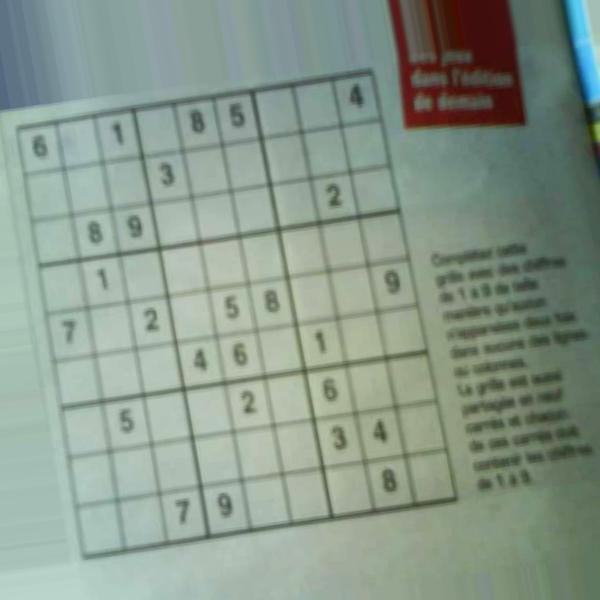 Les jeux
dans l'édition
de demain
6 1 8 5 4
3
8 9 2
1
7 2 5 8 9
4 6 1
5 2 6
3 4
7 9 8
Complétez cette
grille avec des chiffres
de 1 à 9 de telle
manière qu'aucun
n'apparaisse deux fois
dans aucune des lignes
ou colonnes.
La grille est aussi
partagée en neuf
carrés et chacun
de ces carrés doit
contenir les chiffres
de 1 à 9.